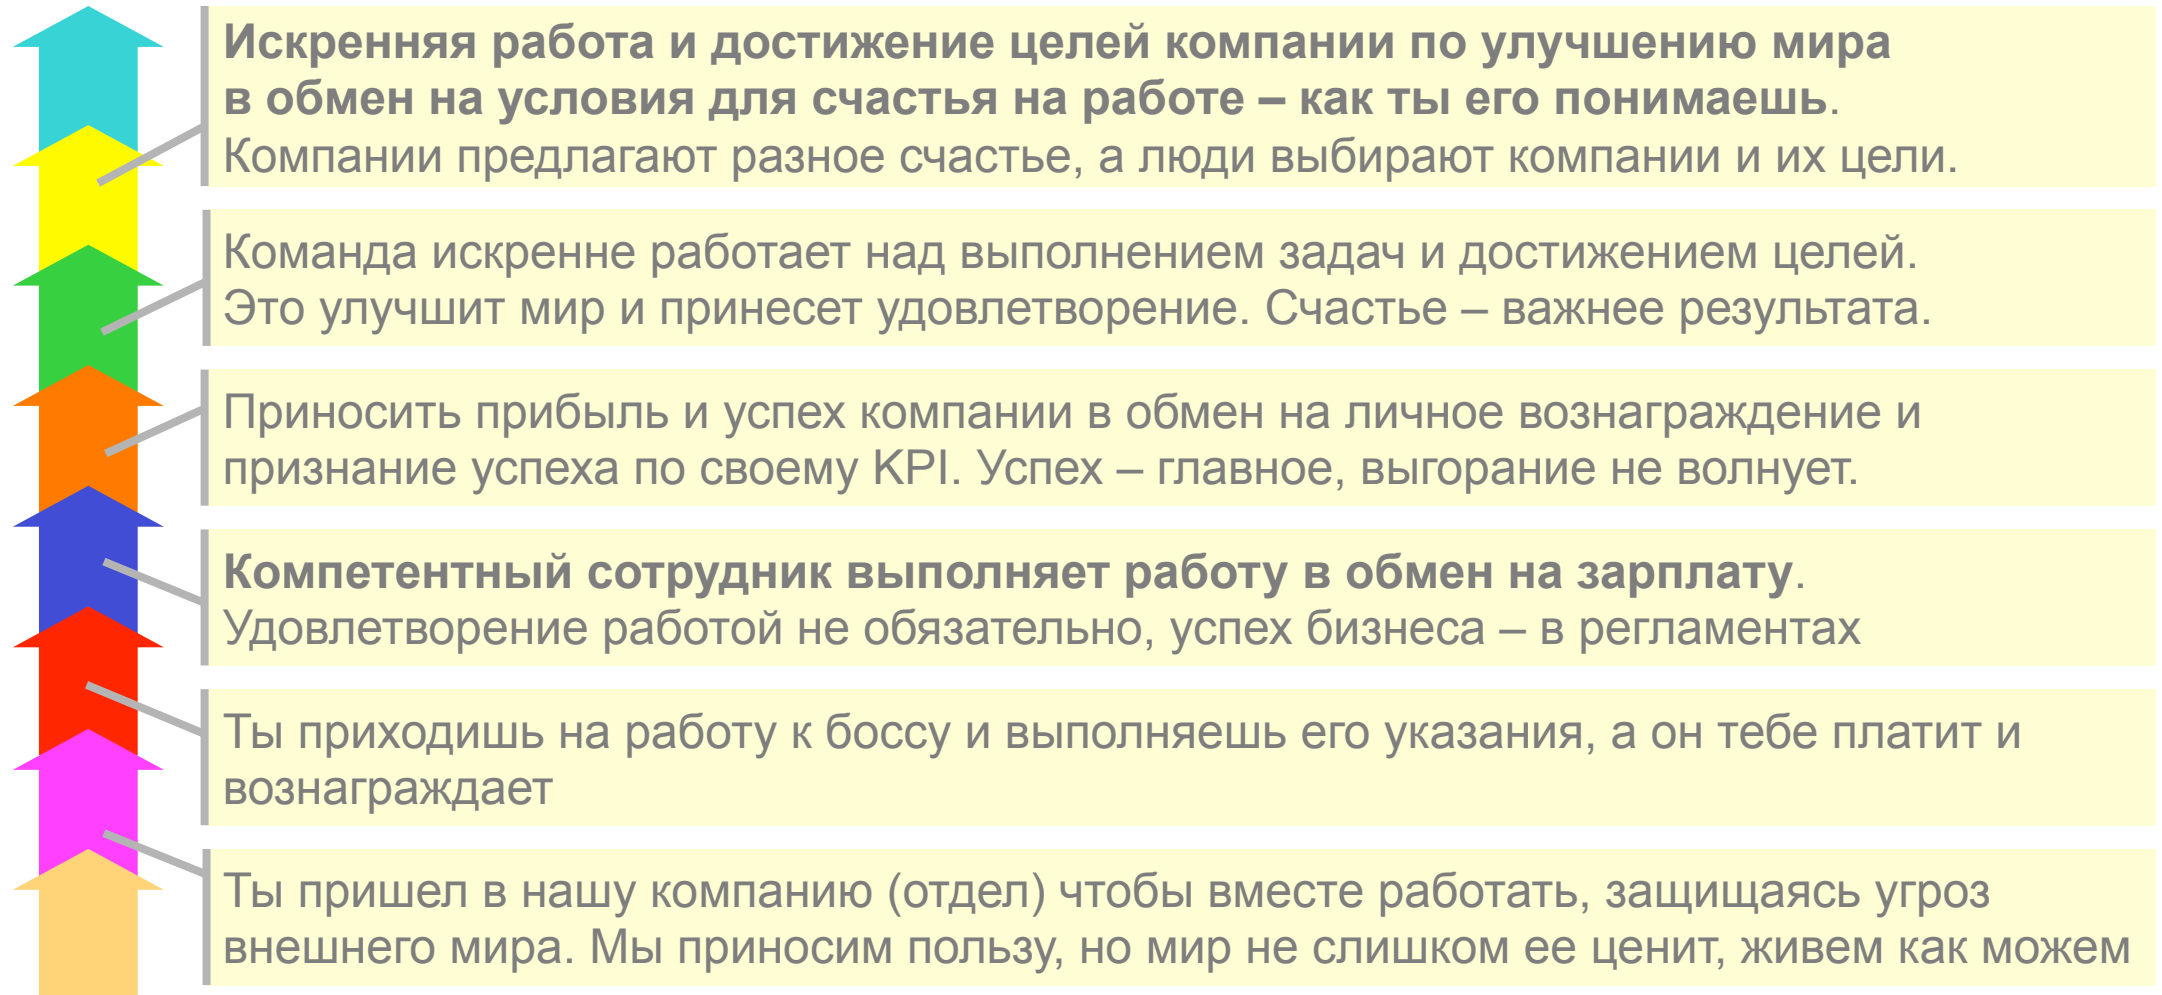 Искренняя работа и достижение целей компании по улучшению мира
в обмен на условия для счастья на работе – как ты его понимаешь.
Компании предлагают разное счастье, а люди выбирают компании и их цели.
Команда искренне работает над выполнением задач и достижением целей.
Это улучшит мир и принесет удовлетворение. Счастье – важнее результата.
Приносить прибыль и успех компании в обмен на личное вознаграждение и
признание успеха по своему KPI. Успех – главное, выгорание не волнует.
Компетентный сотрудник выполняет работу в обмен на зарплату.
Удовлетворение работой не обязательно, успех бизнеса – в регламентах
Ты приходишь на работу к боссу и выполняешь его указания, а он тебе платит и
вознаграждает
Ты пришел в нашу компанию (отдел) чтобы вместе работать, защищаясь угроз
внешнего мира. Мы приносим пользу, но мир не слишком ее ценит, живем как можем